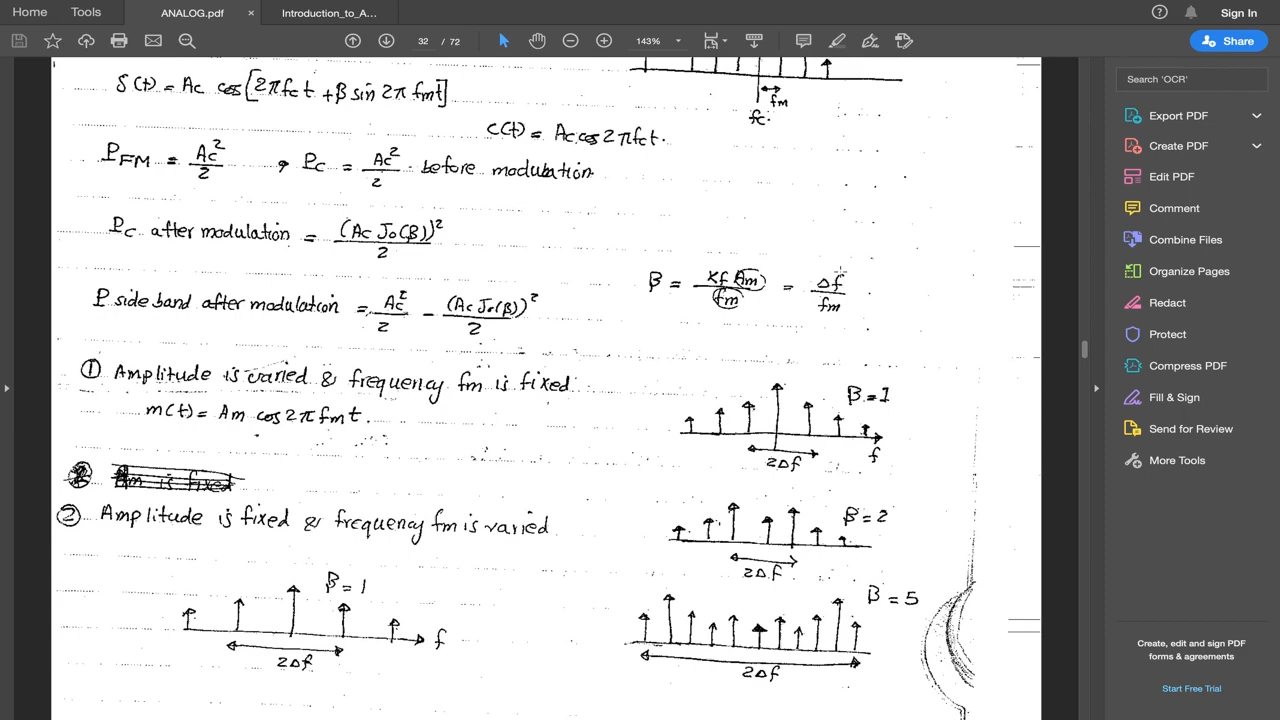 Home Tools ANALOG.pdf × Introduction_to_A... Sign In
32 / 72 143% Share
S(t) = Ac cos[2πfct + β sin 2π fmt]
fm
fc
c(t) = Ac cos 2πfct.
PFM = Ac²/2 , Pc = Ac²/2 before modulation
Pc after modulation = (Ac J₀(β))²/2
β = Kf Am/fm = Δf/fm
P side band after modulation = Ac²/2 - (Ac J₀(β))²/2
① Amplitude is varied & frequency fm is fixed
m(t) = Am cos 2π fmt.
β = 1
2Δf
f
② Amplitude is fixed & frequency fm is varied
β = 2
2Δf
β = 1
f
2Δf
β = 5
2Δf
Search 'OCR'
Export PDF
Create PDF
Edit PDF
Comment
Combine Files
Organize Pages
Redact
Protect
Compress PDF
Fill & Sign
Send for Review
More Tools
Create, edit and sign PDF
forms & agreements
Start Free Trial